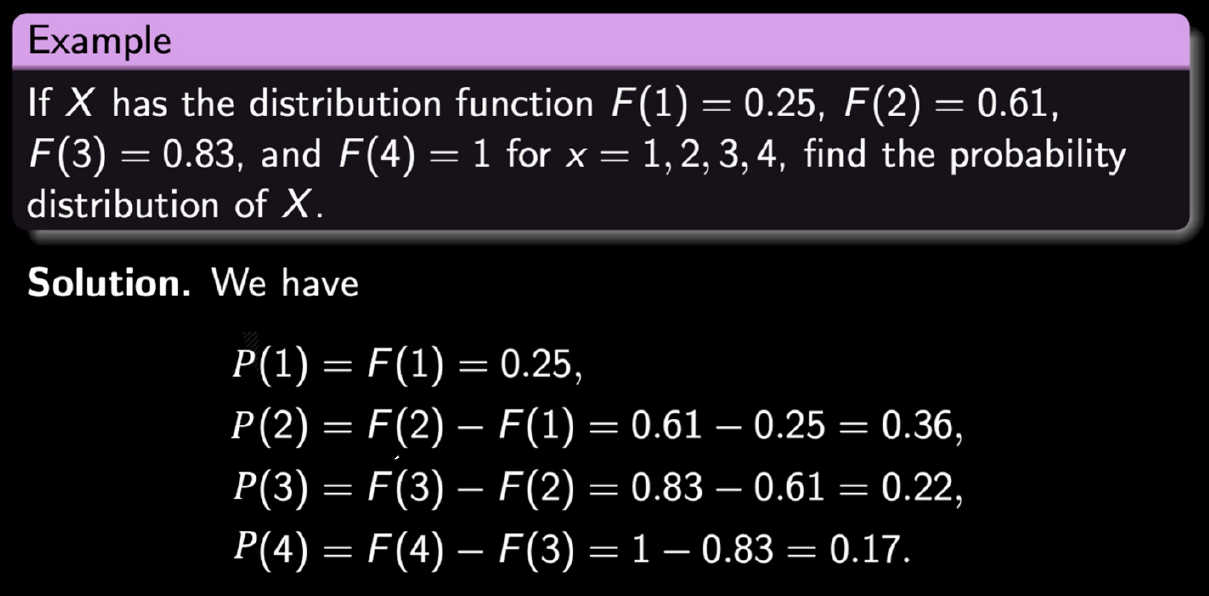 Example
If X has the distribution function F(1) = 0.25, F(2) = 0.61,
F(3) = 0.83, and F(4) = 1 for x = 1, 2, 3, 4, find the probability
distribution of X.
Solution. We have
P(1) = F(1) = 0.25,
P(2) = F(2) − F(1) = 0.61 − 0.25 = 0.36,
P(3) = F(3) − F(2) = 0.83 − 0.61 = 0.22,
P(4) = F(4) − F(3) = 1 − 0.83 = 0.17.